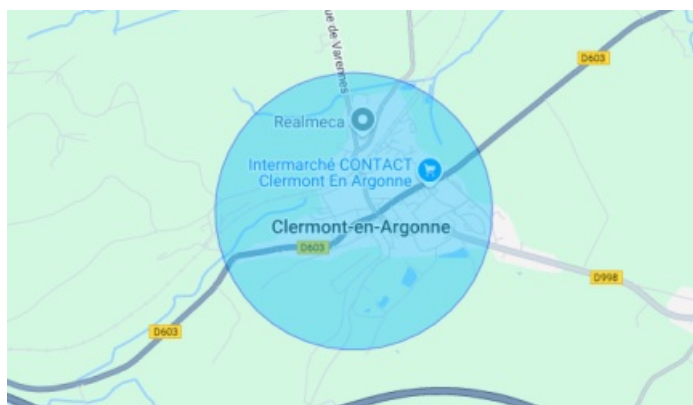 ue de Varennes
D603
Realmeca
Intermarché CONTACT
Clermont En Argonne
Clermont-en-Argonne
D603
D998
D603